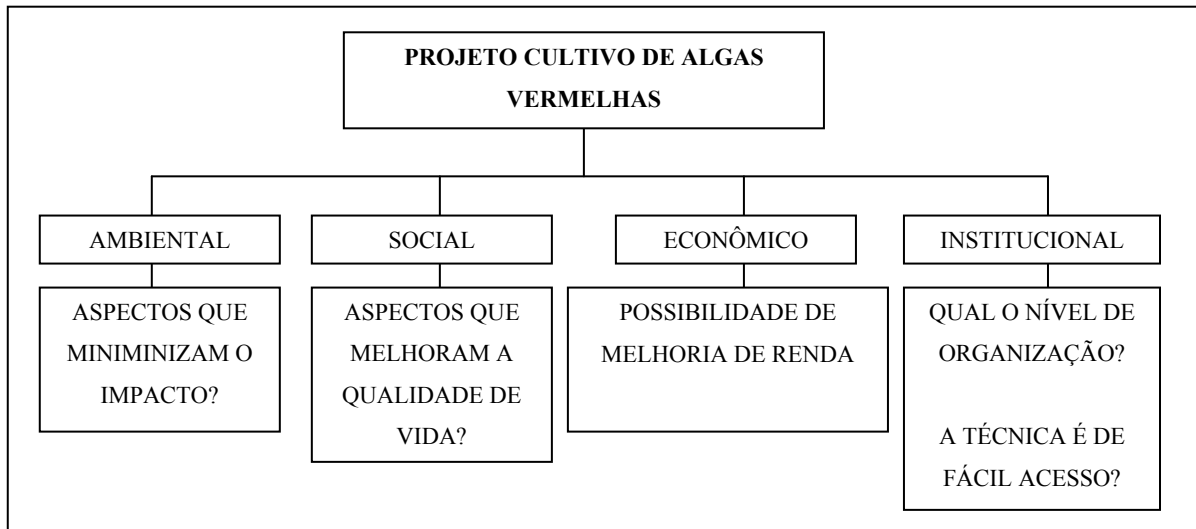 PROJETO CULTIVO DE ALGAS
VERMELHAS
AMBIENTAL
SOCIAL
ECONÔMICO
INSTITUCIONAL
ASPECTOS QUE
MINIMINIZAM O
IMPACTO?
ASPECTOS QUE
MELHORAM A
QUALIDADE DE
VIDA?
POSSIBILIDADE DE
MELHORIA DE RENDA
QUAL O NÍVEL DE
ORGANIZAÇÃO?
A TÉCNICA É DE
FÁCIL ACESSO?